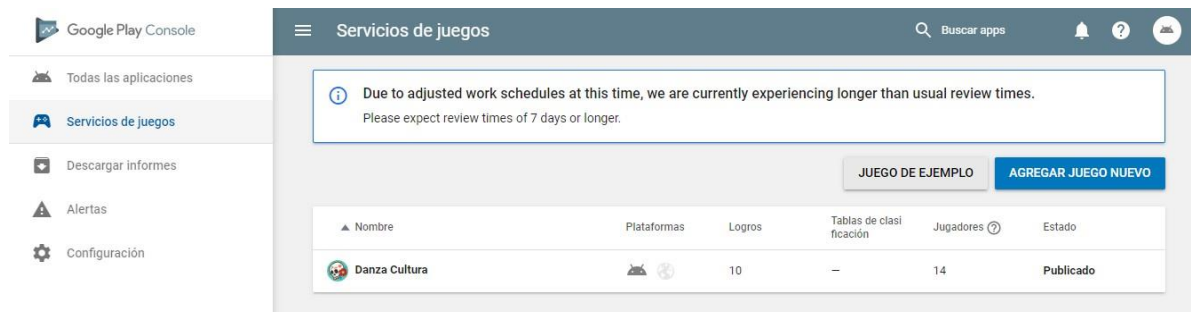 Google Play Console
Servicios de juegos
Buscar apps
Todas las aplicaciones
Servicios de juegos
Descargar informes
Alertas
Configuración
Due to adjusted work schedules at this time, we are currently experiencing longer than usual review times.
Please expect review times of 7 days or longer.
JUEGO DE EJEMPLO
AGREGAR JUEGO NUEVO
Nombre
Plataformas
Logros
Tablas de clasi
ficación
Jugadores
Estado
Danza Cultura
10
–
14
Publicado